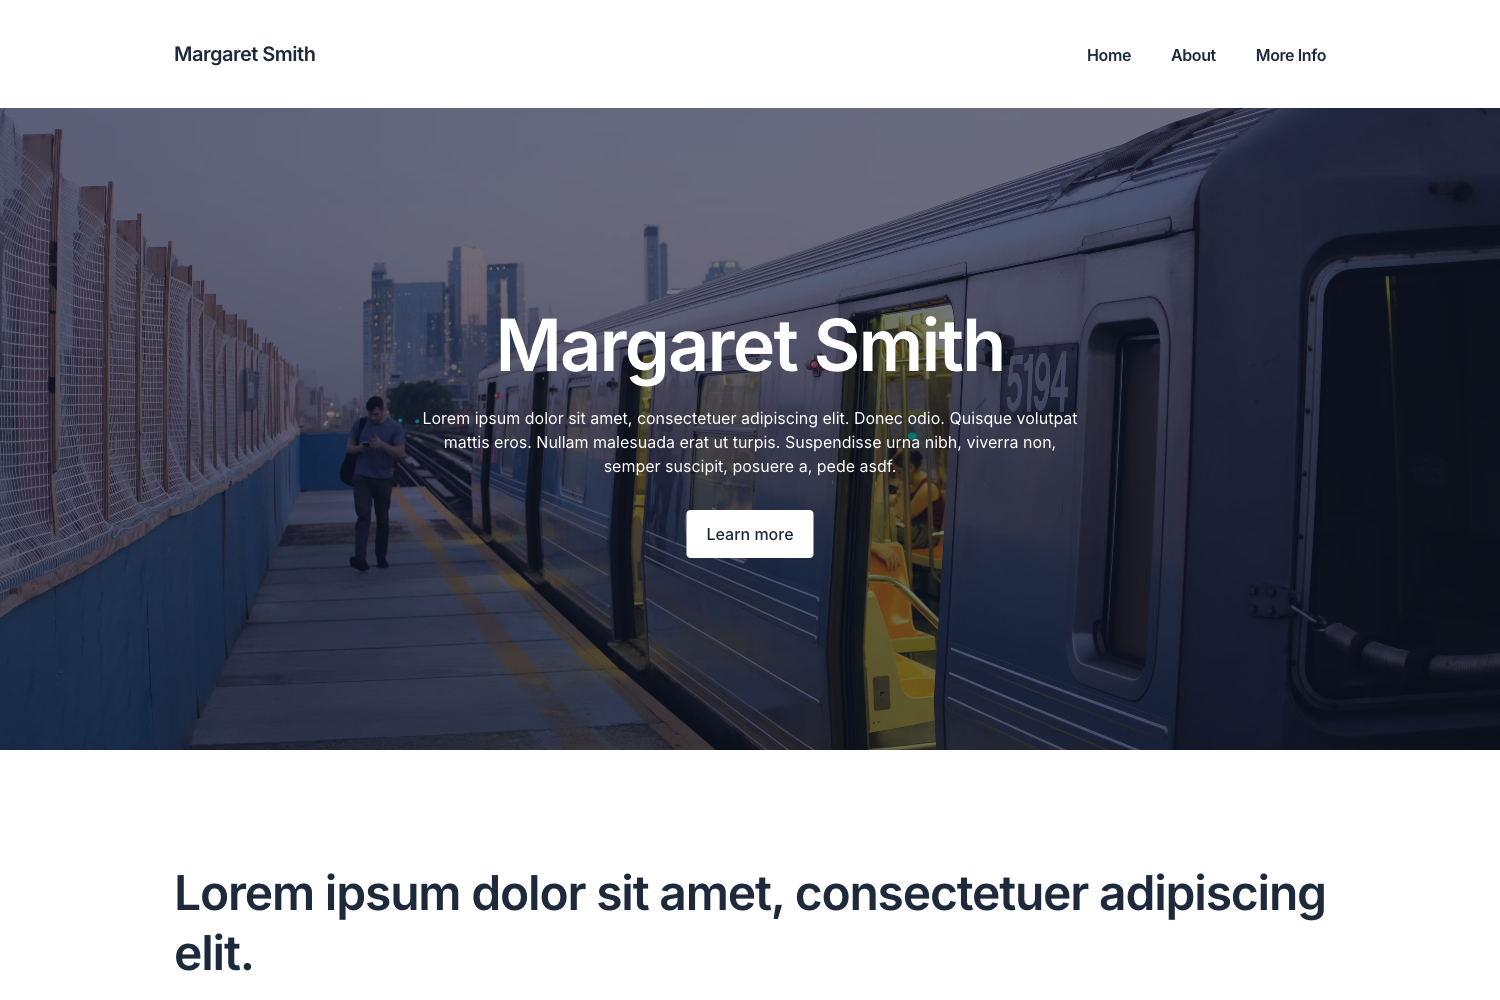 Margaret Smith
Home About More Info
Margaret Smith
5194
Lorem ipsum dolor sit amet, consectetuer adipiscing elit. Donec odio. Quisque volutpat
mattis eros. Nullam malesuada erat ut turpis. Suspendisse urna nibh, viverra non,
semper suscipit, posuere a, pede asdf.
Learn more
Lorem ipsum dolor sit amet, consectetuer adipiscing
elit.